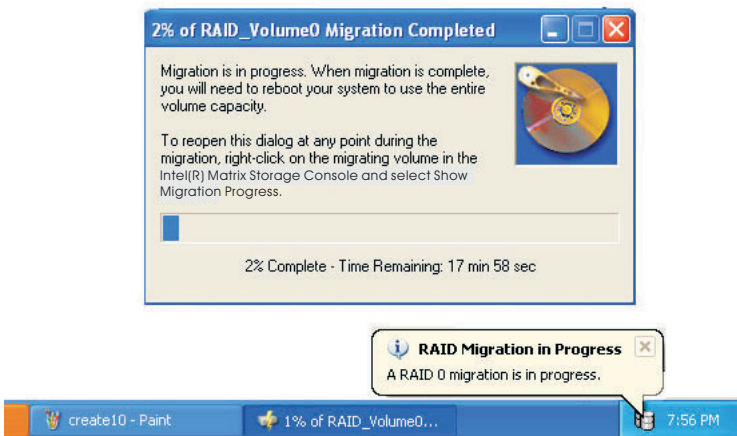 2% of RAID_Volume0 Migration Completed
Migration is in progress. When migration is complete,
you will need to reboot your system to use the entire
volume capacity.
To reopen this dialog at any point during the
migration, right-click on the migrating volume in the
Intel(R) Matrix Storage Console and select Show
Migration Progress.
2% Complete - Time Remaining: 17 min 58 sec
RAID Migration in Progress
A RAID 0 migration is in progress.
create10 - Paint
1% of RAID_Volume0...
7:56 PM